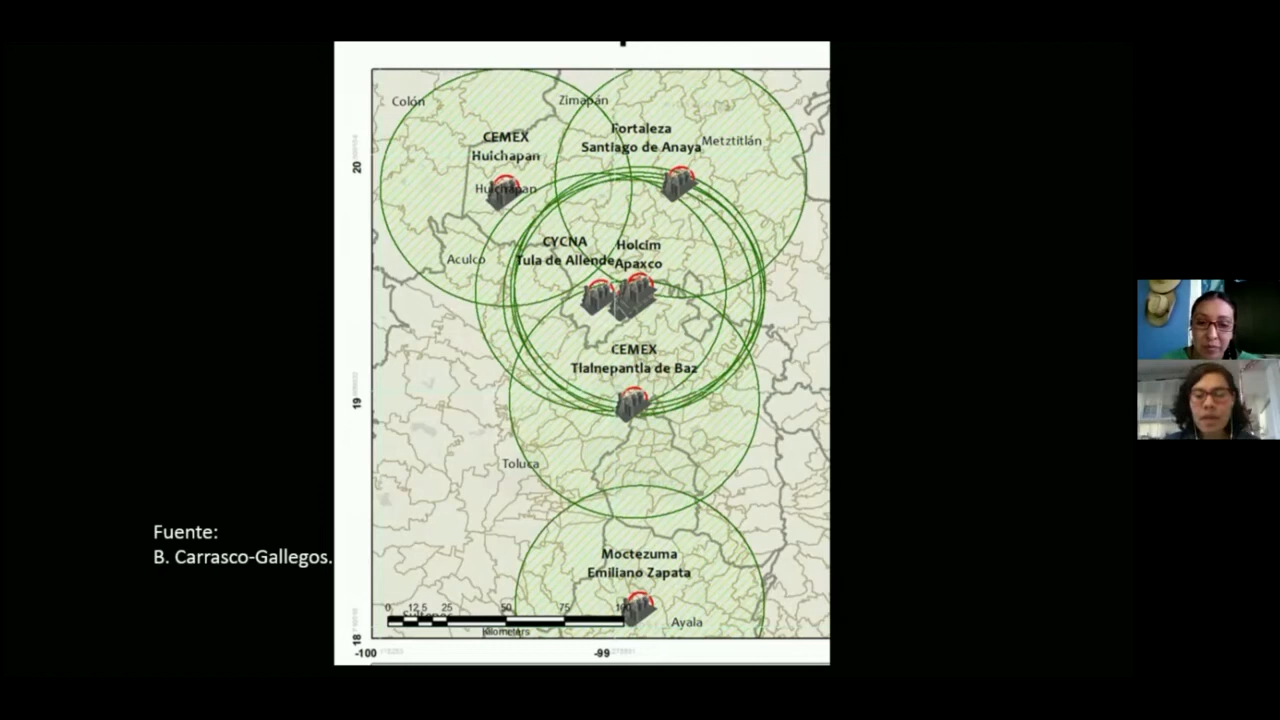 Colón
Zimapán
CEMEX
Huichapan
Fortaleza
Santiago de Anaya
Metztitlán
20
Huichapan
CYCNA
Tula de Allende
Holcim
Apaxco
Aculco
CEMEX
Tlalnepantla de Baz
19
Toluca
Fuente:
B. Carrasco-Gallegos.
Moctezuma
Emiliano Zapata
0 12,5 25 50 75 100
Kilometers
Ayala
18
-100
-99